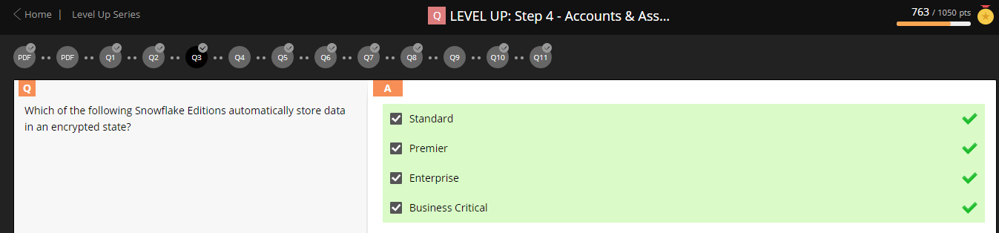 Home | Level Up Series
Q LEVEL UP: Step 4 - Accounts & Ass...
763 / 1050 pts
PDF PDF Q1 Q2 Q3 Q4 Q5 Q6 Q7 Q8 Q9 Q10 Q11
Q
Which of the following Snowflake Editions automatically store data
in an encrypted state?
A
Standard
Premier
Enterprise
Business Critical